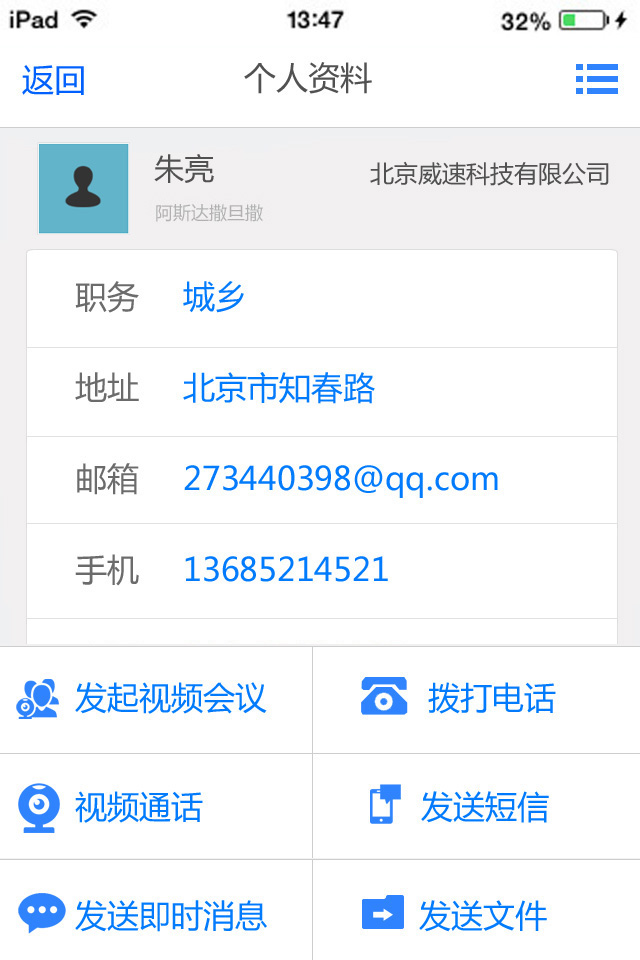 iPad 13:47 32%
返回 个人资料
朱亮 北京威速科技有限公司
阿斯达撒旦撒
职务 城乡
地址 北京市知春路
邮箱 273440398@qq.com
手机 13685214521
发起视频会议 拨打电话
视频通话 发送短信
发送即时消息 发送文件